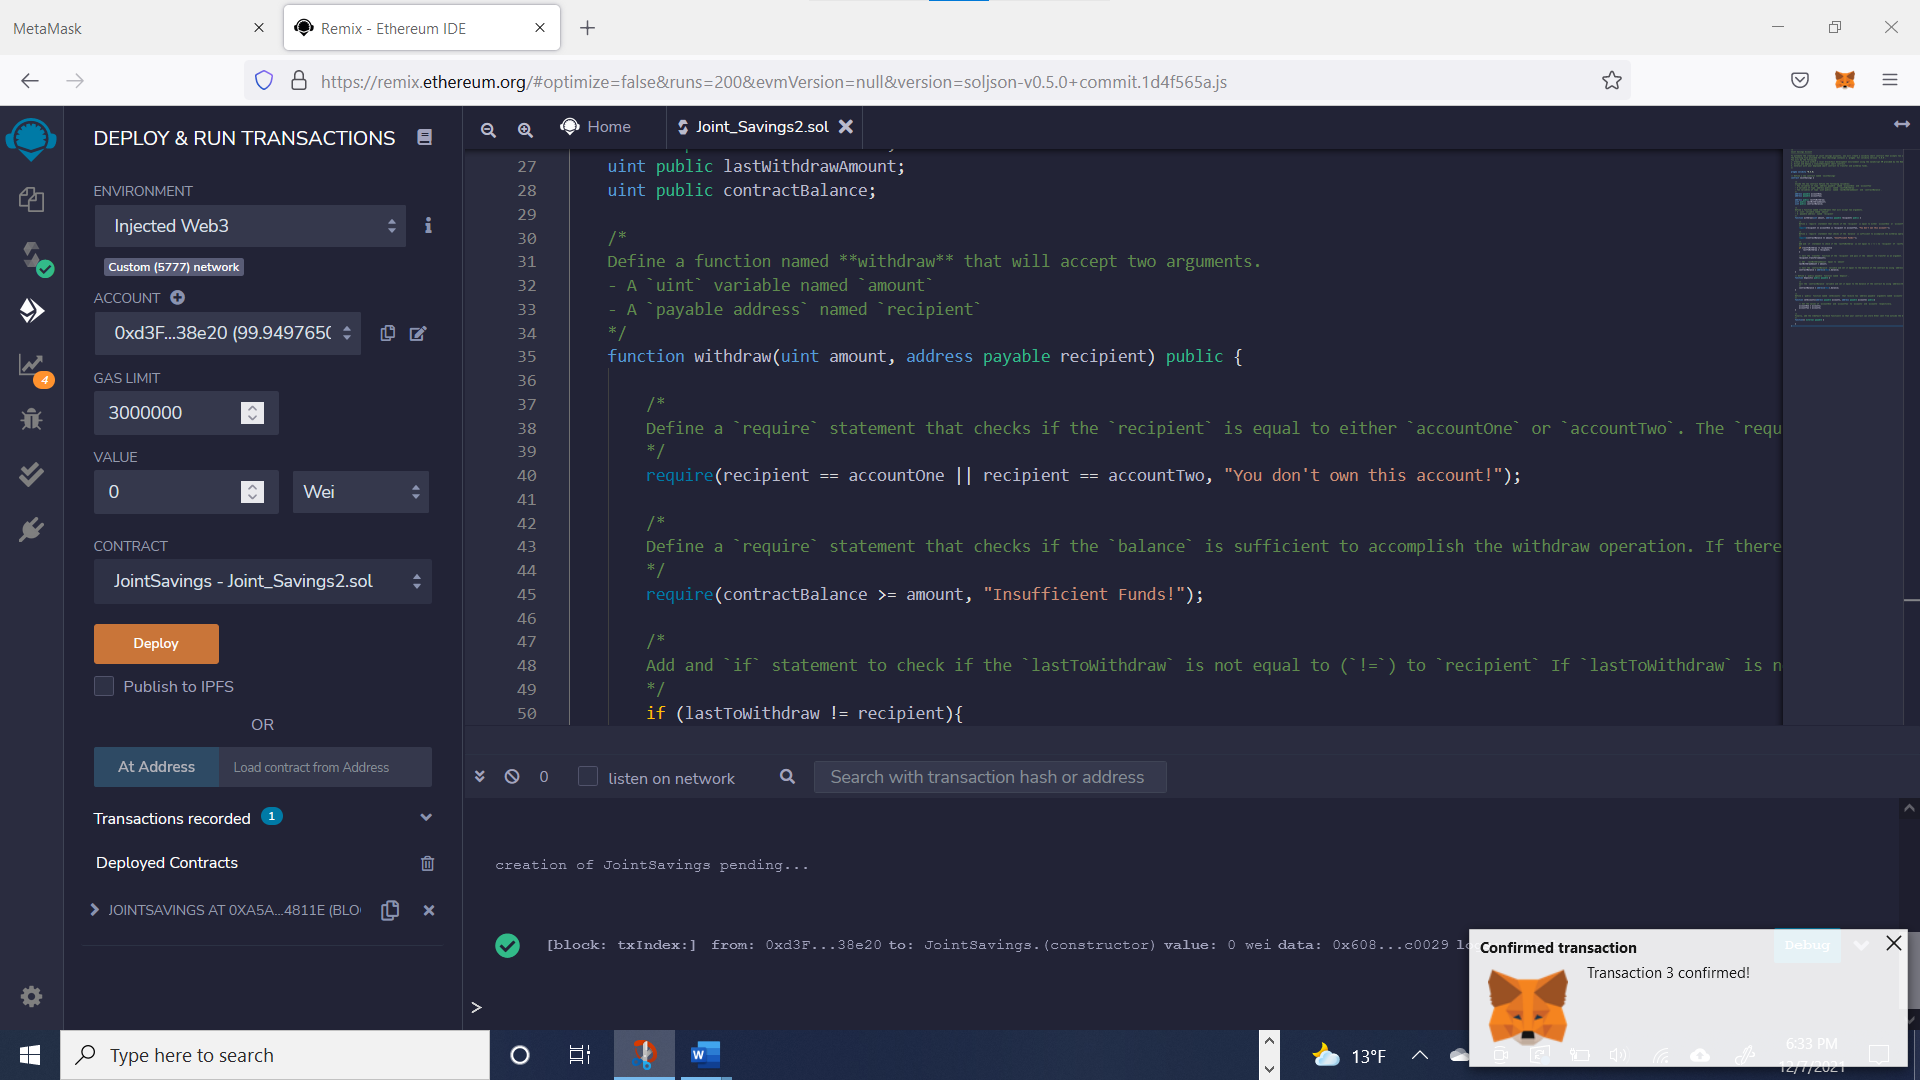 MetaMask
Remix - Ethereum IDE
https://remix.ethereum.org/#optimize=false&runs=200&evmVersion=null&version=soljson-v0.5.0+commit.1d4f565a.js
DEPLOY & RUN TRANSACTIONS
ENVIRONMENT
Injected Web3
Custom (5777) network
ACCOUNT
0xd3F...38e20 (99.9497650
GAS LIMIT
3000000
4
VALUE
0
Wei
CONTRACT
JointSavings - Joint_Savings2.sol
Deploy
Publish to IPFS
OR
At Address
Load contract from Address
Transactions recorded 1
Deployed Contracts
JOINTSAVINGS AT 0XA5A...4811E (BLO
Home
Joint_Savings2.sol
27 uint public lastWithdrawAmount;
28 uint public contractBalance;
29
30 /*
31 Define a function named **withdraw** that will accept two arguments.
32 - A `uint` variable named `amount`
33 - A `payable address` named `recipient`
34 */
35 function withdraw(uint amount, address payable recipient) public {
36
37 /*
38 Define a `require` statement that checks if the `recipient` is equal to either `accountOne` or `accountTwo`. The `requ
39 */
40 require(recipient == accountOne || recipient == accountTwo, "You don't own this account!");
41
42 /*
43 Define a `require` statement that checks if the `balance` is sufficient to accomplish the withdraw operation. If there
44 */
45 require(contractBalance >= amount, "Insufficient Funds!");
46
47 /*
48 Add and `if` statement to check if the `lastToWithdraw` is not equal to (`!=`) to `recipient` If `lastToWithdraw` is n
49 */
50 if (lastToWithdraw != recipient){
0
listen on network
Search with transaction hash or address
creation of JointSavings pending...
[block: txIndex:] from: 0xd3F...38e20 to: JointSavings.(constructor) value: 0 wei data: 0x608...c0029 lo
Debug
>
Confirmed transaction
Transaction 3 confirmed!
Type here to search
13°F
6:33 PM
12/7/2021